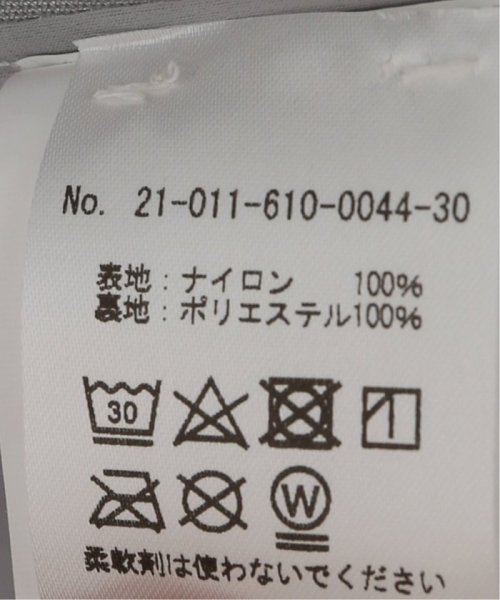 No. 21-011-610-0044-30
表地：ナイロン 100%
裏地：ポリエステル100%
30
W
柔軟剤は使わないでください